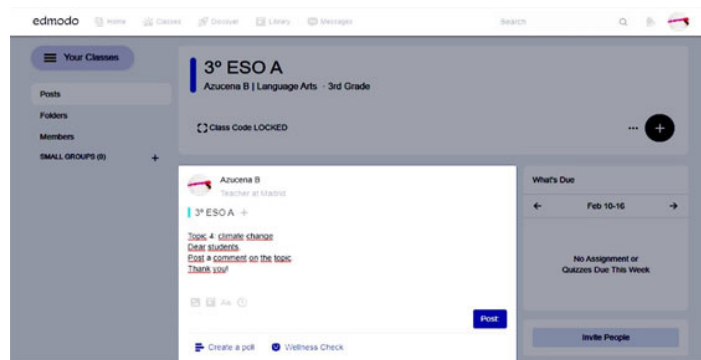 edmodo Home Classes Discover Library Messages Search
Your Classes
Posts
Folders
Members
SMALL GROUPS (0) +
3º ESO A
Azucena B | Language Arts · 3rd Grade
Class Code LOCKED
Azucena B
Teacher at Madrid
3º ESO A +
Topic 4: climate change
Dear students,
Post a comment on the topic
Thank you!
Aa
Post
Create a poll Wellness Check
What's Due
← Feb 10-16 →
No Assignment or
Quizzes Due This Week
Invite People